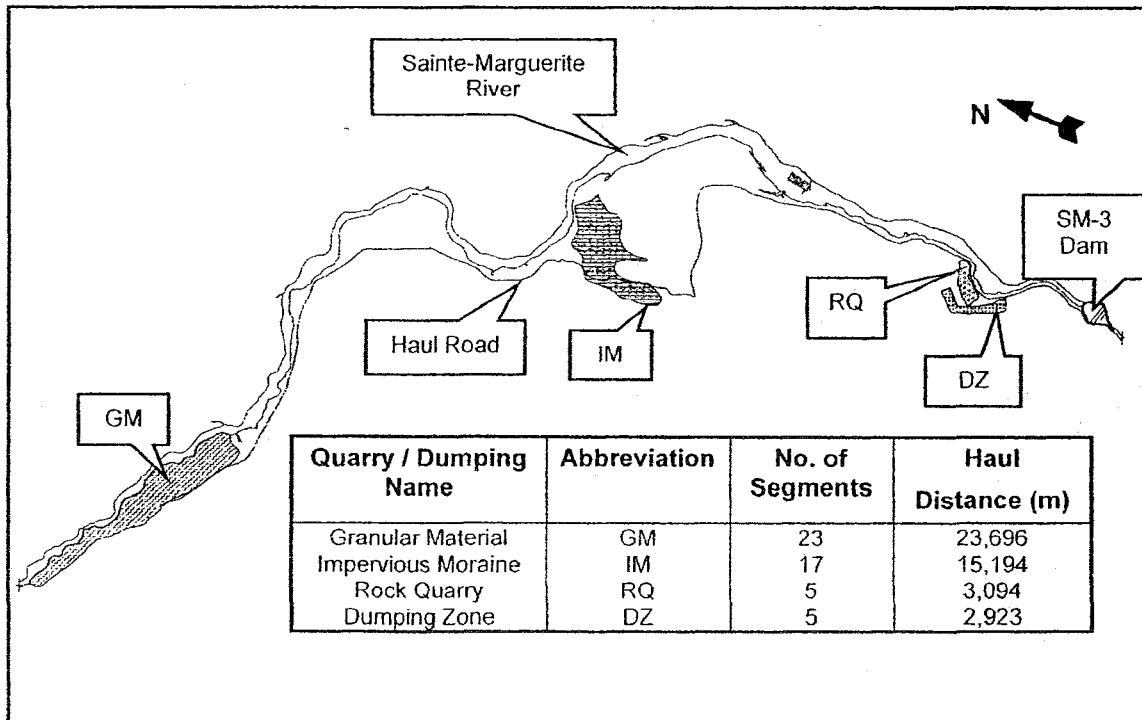 Sainte-Marguerite
River
N
SM-3
Dam
RQ
Haul Road
IM
DZ
GM
Quarry / Dumping Name Abbreviation No. of Segments Haul Distance (m)
Granular Material GM 23 23,696
Impervious Moraine IM 17 15,194
Rock Quarry RQ 5 3,094
Dumping Zone DZ 5 2,923